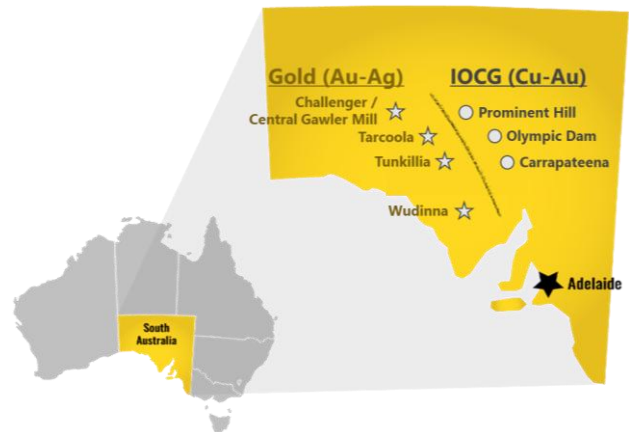 Gold (Au-Ag)
IOCG (Cu-Au)
Challenger /
Central Gawler Mill
Prominent Hill
Tarcoola
Olympic Dam
Tunkillia
Carrapateena
Wudinna
Adelaide
South
Australia